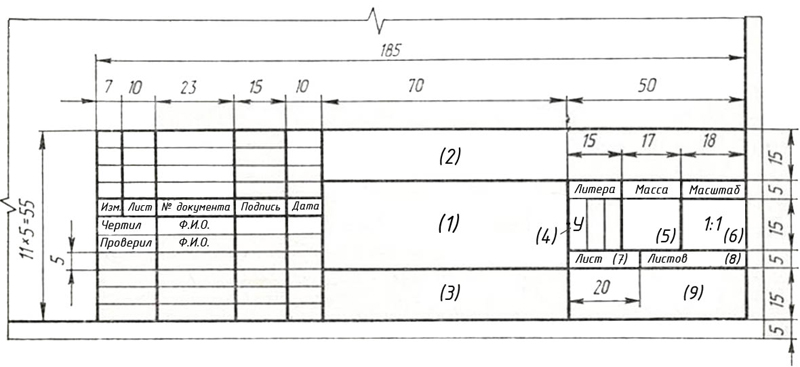 185
7 10 23 15 10 70 50
15 17 18
(2) 15
Литера Масса Масштаб 5
Изм. Лист № документа Подпись Дата
11×5=55
Чертил Ф.И.О. (1) (4) У (5) 1:1 (6) 15
Проверил Ф.И.О.
5 Лист (7) Листов (8) 5
(3) 20 (9) 15
5